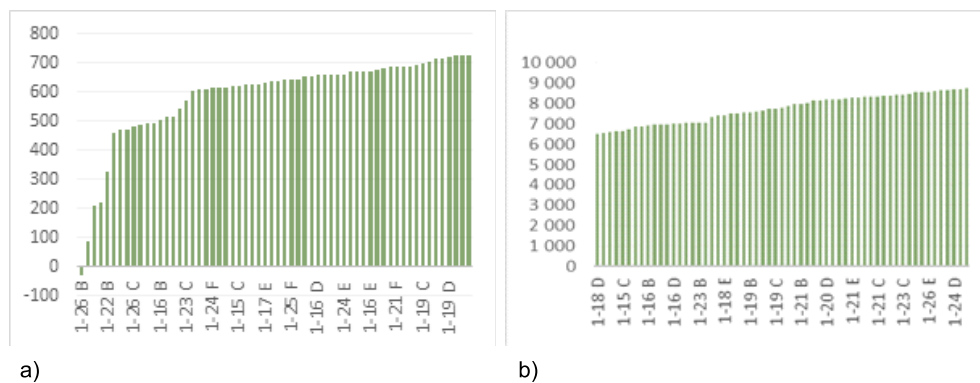 800
700
600
500
400
300
200
100
0
-100
1-26 B
1-22 B
1-26 C
1-16 B
1-23 C
1-24 F
1-15 C
1-17 E
1-25 F
1-16 D
1-24 E
1-16 E
1-21 F
1-19 C
1-19 D
a)
10 000
9 000
8 000
7 000
6 000
5 000
4 000
3 000
2 000
1 000
0
1-18 D
1-15 C
1-16 B
1-16 D
1-23 B
1-18 E
1-19 B
1-19 C
1-21 B
1-20 D
1-21 E
1-21 C
1-23 C
1-26 E
1-24 D
b)